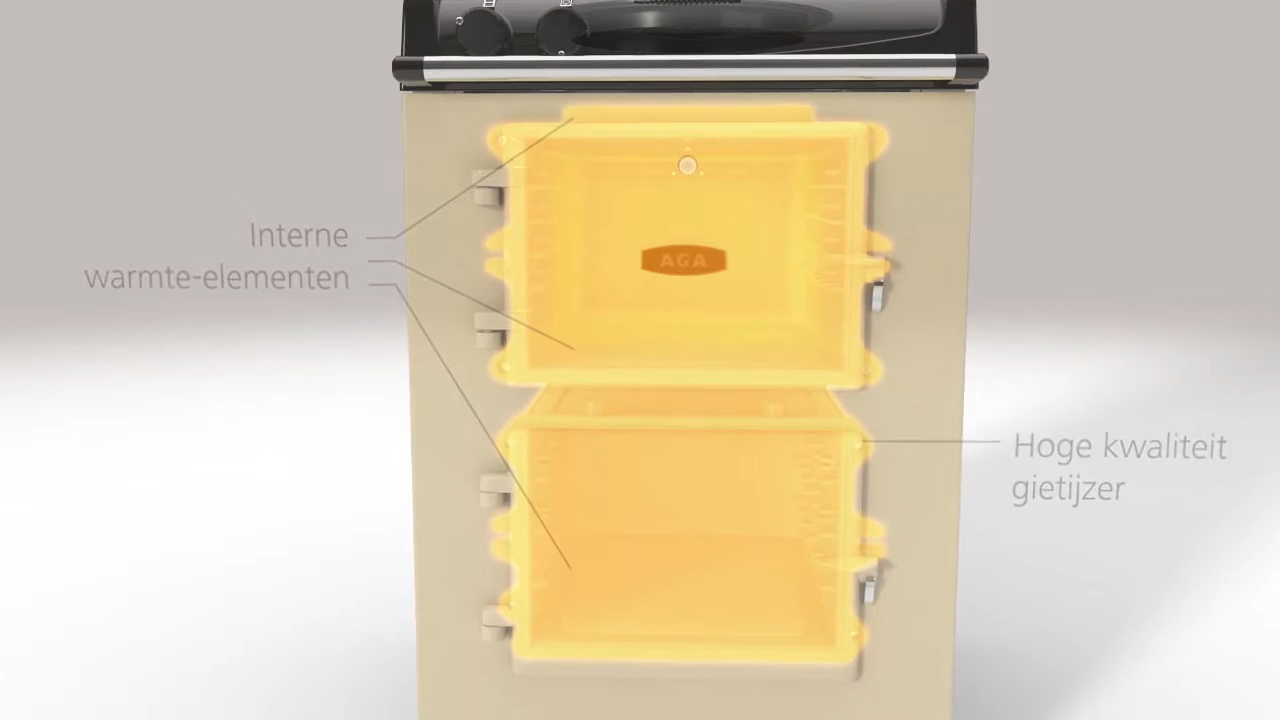 AGA
Interne
warmte-elementen
Hoge kwaliteit
gietijzer